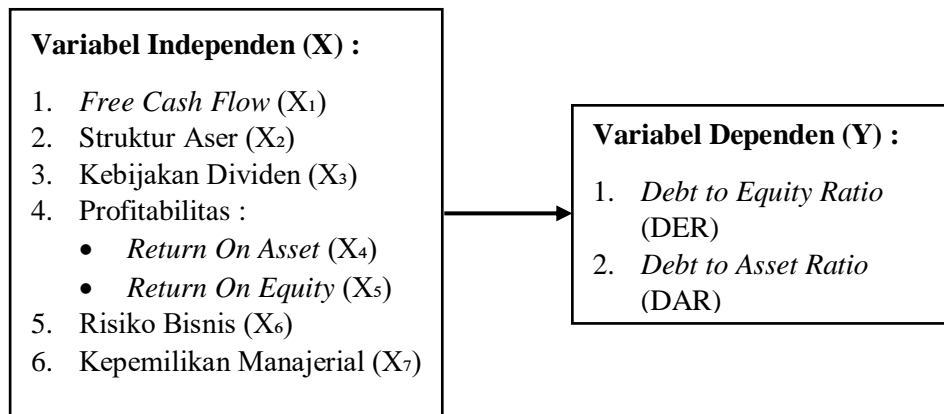 Variabel Independen (X) :
1. Free Cash Flow (X₁)
2. Struktur Aser (X₂)
3. Kebijakan Dividen (X₃)
4. Profitabilitas :
• Return On Asset (X₄)
• Return On Equity (X₅)
5. Risiko Bisnis (X₆)
6. Kepemilikan Manajerial (X₇)
Variabel Dependen (Y) :
1. Debt to Equity Ratio
(DER)
2. Debt to Asset Ratio
(DAR)